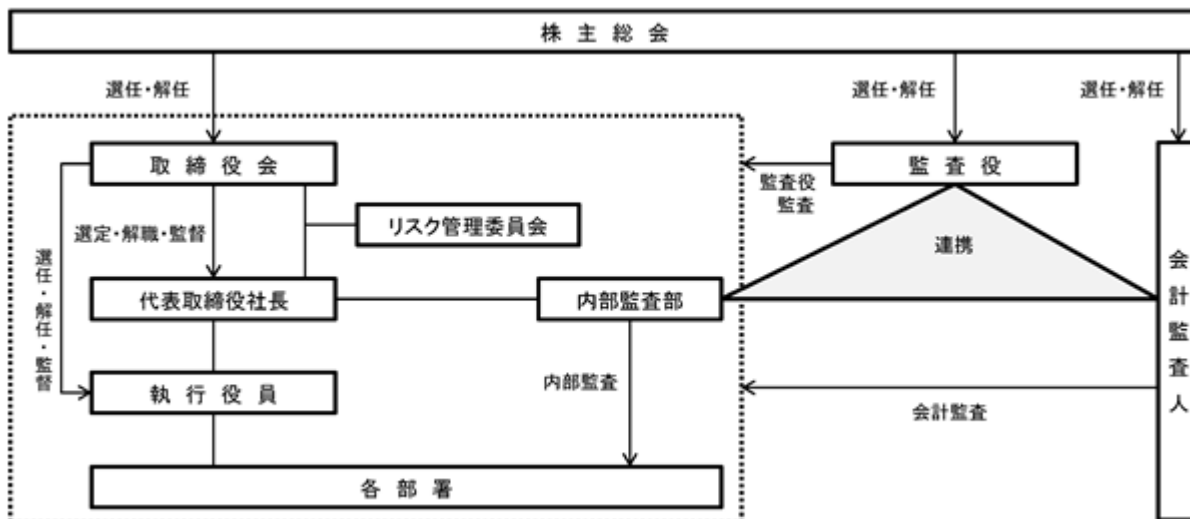 株主総会
選任・解任
選任・解任
選任・解任
取締役会
監査役
監査役
監査
リスク管理委員会
選定・解職・監督
連携
選任・解任・監督
代表取締役社長
内部監査部
会計監査人
執行役員
内部監査
会計監査
各部署